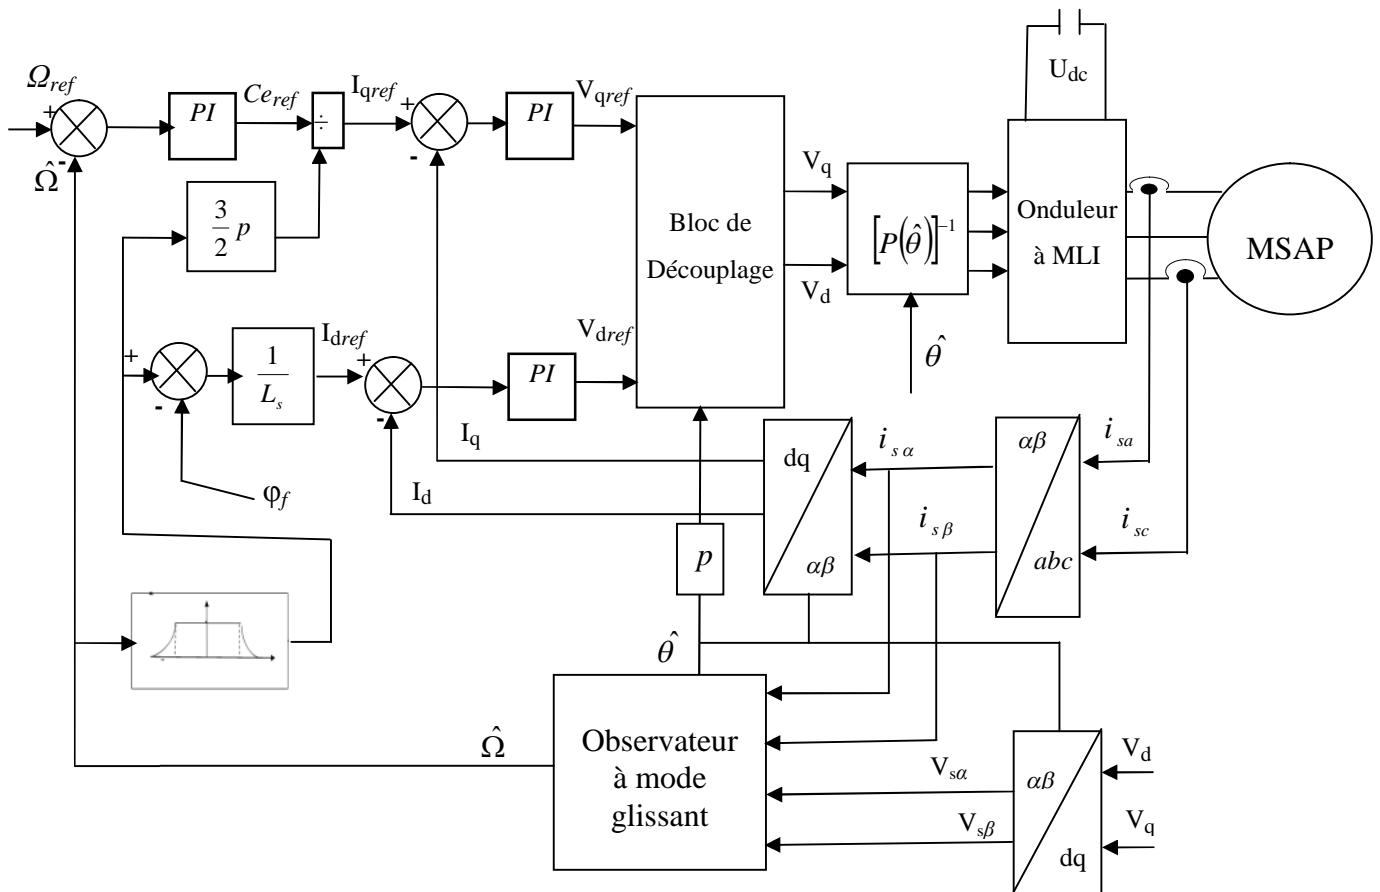 Ω_ref
+
-
Ω̂
PI
Ce_ref
÷
I_qref
+
-
PI
V_qref
Bloc de
Découplage
V_q
V_d
[P(θ̂)]⁻¹
θ̂
Onduleur
à MLI
U_dc
MSAP
3/2 p
+
-
φ_f
1/L_s
I_dref
+
-
PI
V_dref
I_q
I_d
dq
αβ
i_sα
i_sβ
αβ
abc
i_sa
i_sc
p
θ̂
Ω̂
Observateur
à mode
glissant
V_sα
V_sβ
αβ
dq
V_d
V_q